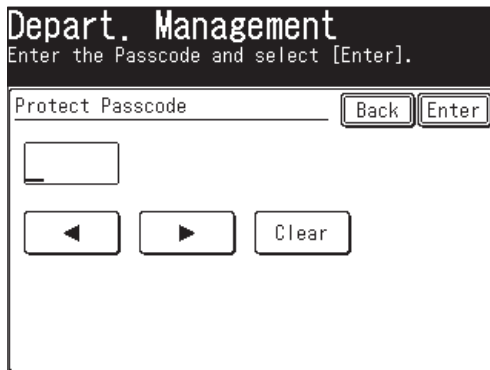 Depart. Management
Enter the Passcode and select [Enter].
Protect Passcode
Back
Enter
◀
▶
Clear